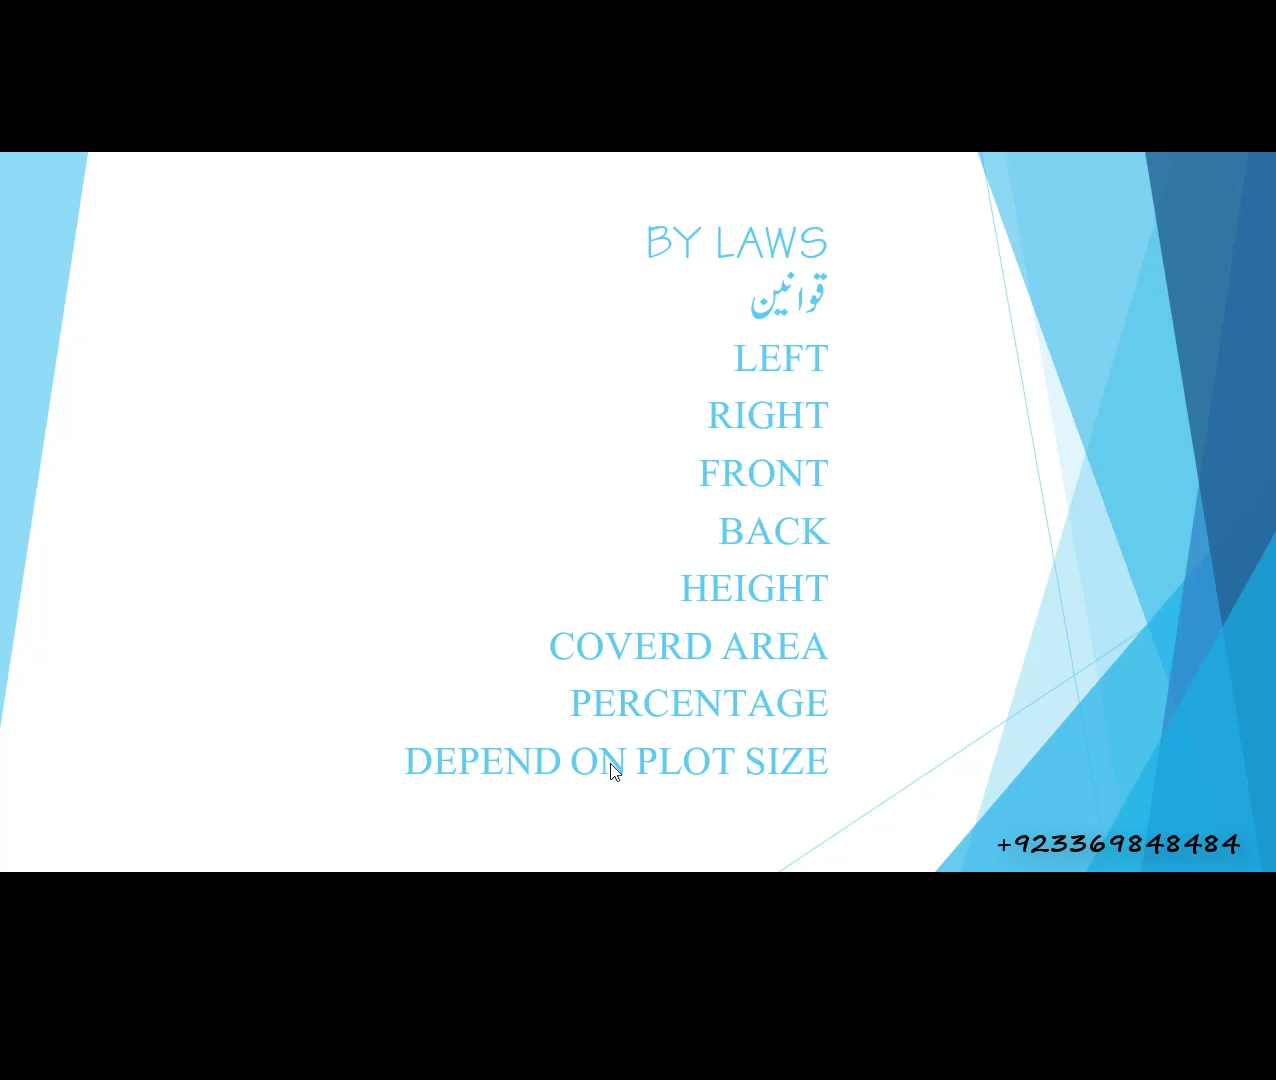 BY LAWS
قوانین
LEFT
RIGHT
FRONT
BACK
HEIGHT
COVERD AREA
PERCENTAGE
DEPEND ON PLOT SIZE
+923369848484